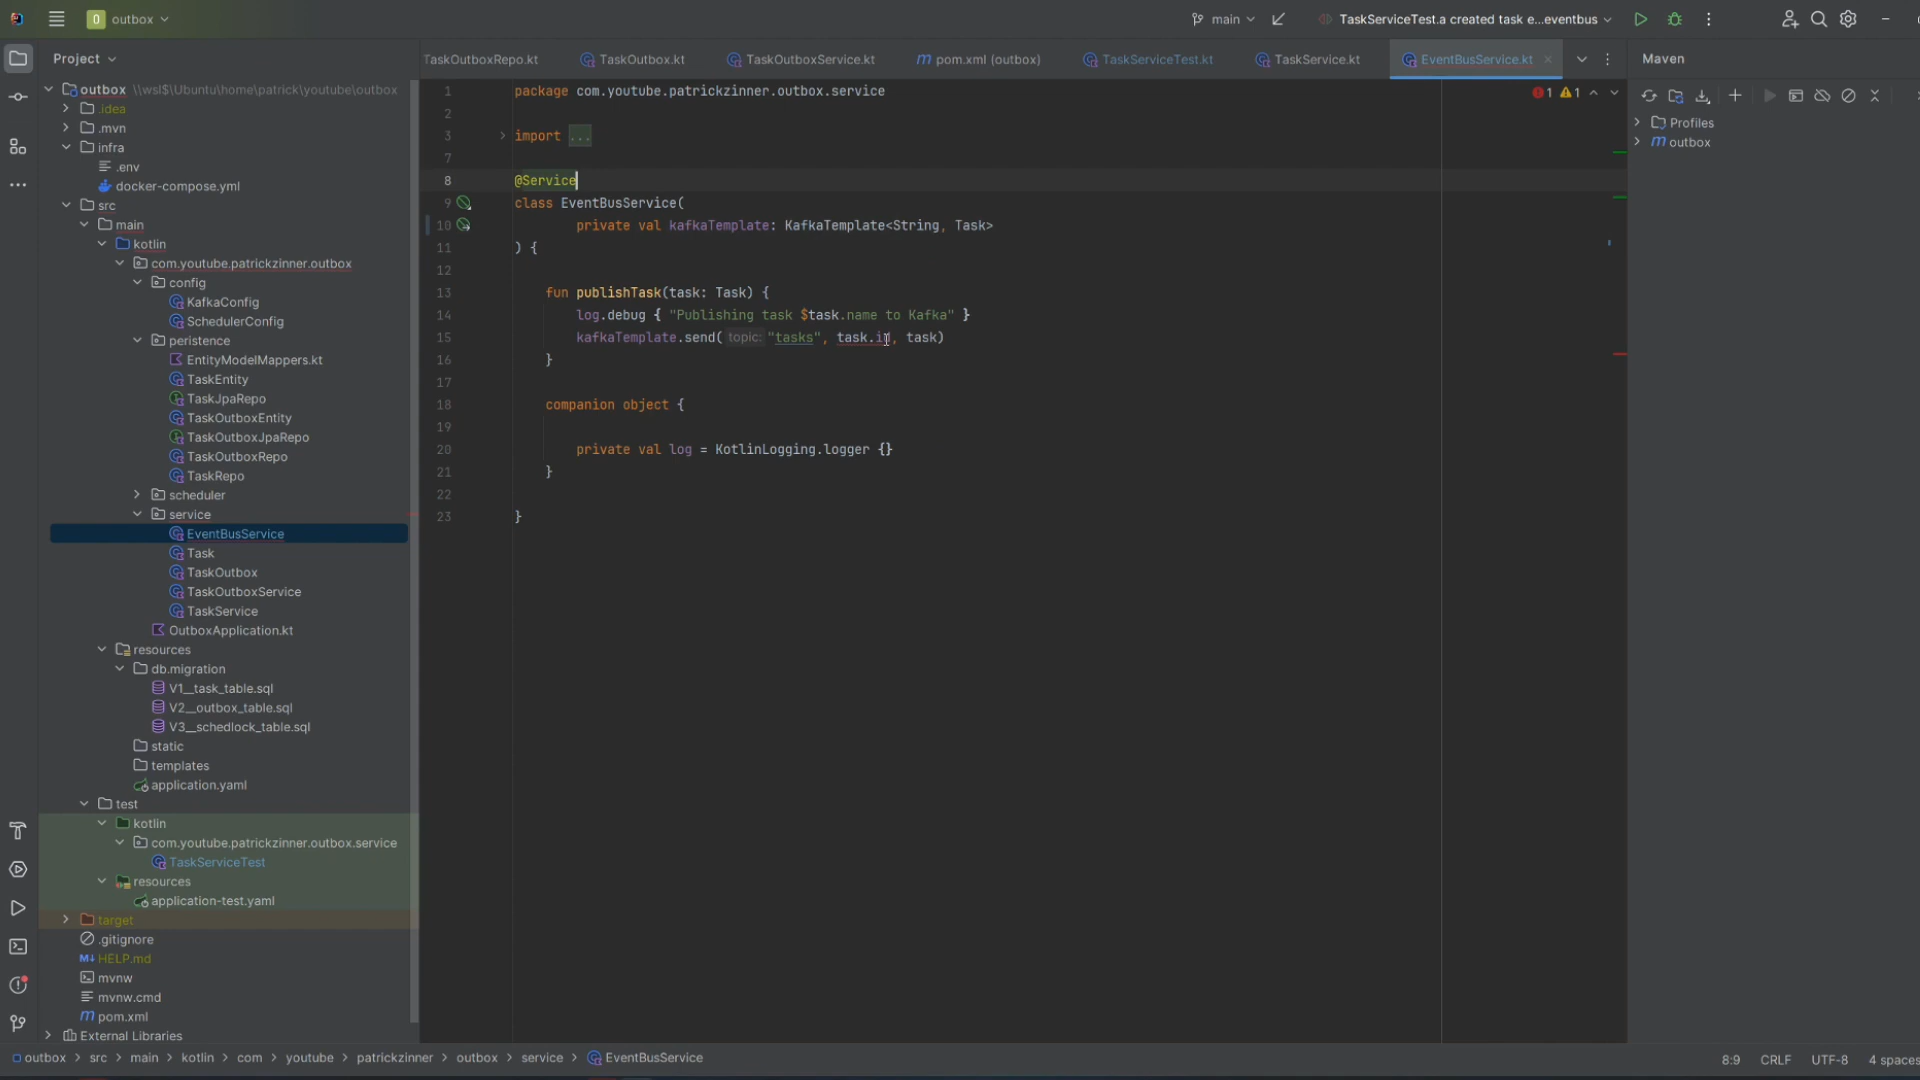 outbox
main
TaskServiceTest.a created task e...eventbus
Project
TaskOutboxRepo.kt
TaskOutbox.kt
TaskOutboxService.kt
pom.xml (outbox)
TaskServiceTest.kt
TaskService.kt
EventBusService.kt
Maven
outbox \\wsl$\Ubuntu\home\patrick\youtube\outbox
.idea
.mvn
infra
.env
docker-compose.yml
src
main
kotlin
com.youtube.patrickzinner.outbox
config
KafkaConfig
SchedulerConfig
peristence
EntityModelMappers.kt
TaskEntity
TaskJpaRepo
TaskOutboxEntity
TaskOutboxJpaRepo
TaskOutboxRepo
TaskRepo
scheduler
service
EventBusService
Task
TaskOutbox
TaskOutboxService
TaskService
OutboxApplication.kt
resources
db.migration
V1__task_table.sql
V2__outbox_table.sql
V3__schedlock_table.sql
static
templates
application.yaml
test
kotlin
com.youtube.patrickzinner.outbox.service
TaskServiceTest
resources
application-test.yaml
target
.gitignore
HELP.md
mvnw
mvnw.cmd
pom.xml
External Libraries
1 package com.youtube.patrickzinner.outbox.service
2
3 import ...
7
8 @Service
9 class EventBusService(
10 private val kafkaTemplate: KafkaTemplate<String, Task>
11 ) {
12
13 fun publishTask(task: Task) {
14 log.debug { "Publishing task $task.name to Kafka" }
15 kafkaTemplate.send( topic: "tasks", task.id, task)
16 }
17
18 companion object {
19
20 private val log = KotlinLogging.logger {}
21 }
22
23 }
1 1
Profiles
outbox
outbox > src > main > kotlin > com > youtube > patrickzinner > outbox > service > EventBusService
8:9 CRLF UTF-8 4 spaces